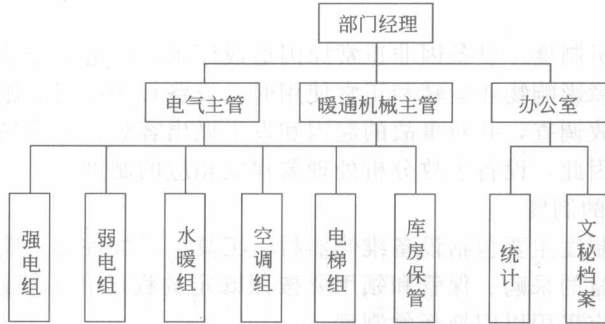 部门经理
电气主管
暖通机械主管
办公室
强电组
弱电组
水暖组
空调组
电梯组
库房保管
统计
文秘档案